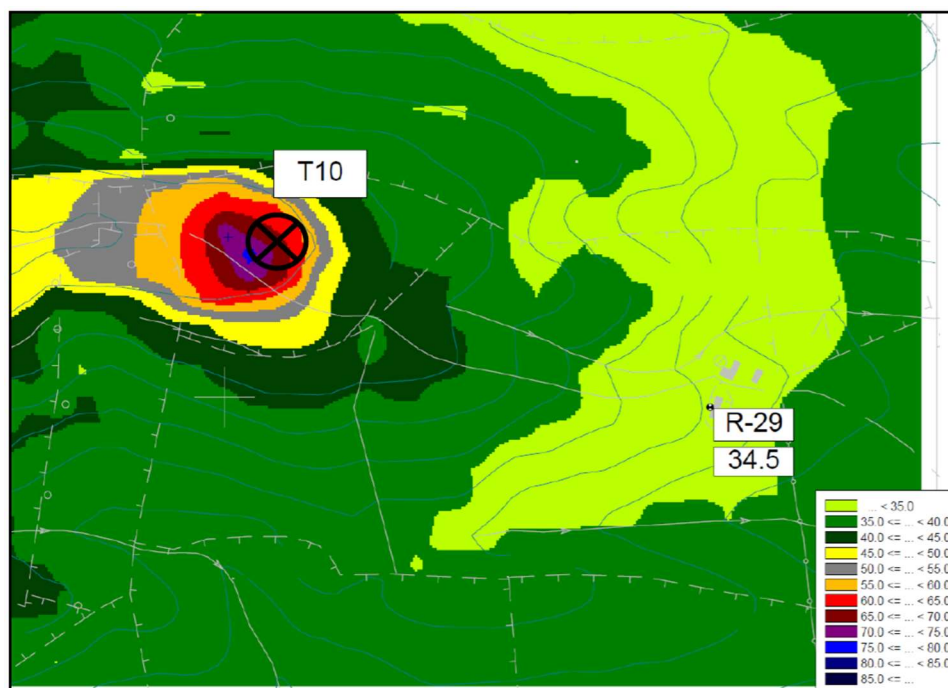 T10
R-29
34.5
... < 35.0
35.0 <= ... < 40.0
40.0 <= ... < 45.0
45.0 <= ... < 50.0
50.0 <= ... < 55.0
55.0 <= ... < 60.0
60.0 <= ... < 65.0
65.0 <= ... < 70.0
70.0 <= ... < 75.0
75.0 <= ... < 80.0
80.0 <= ... < 85.0
85.0 <= ...